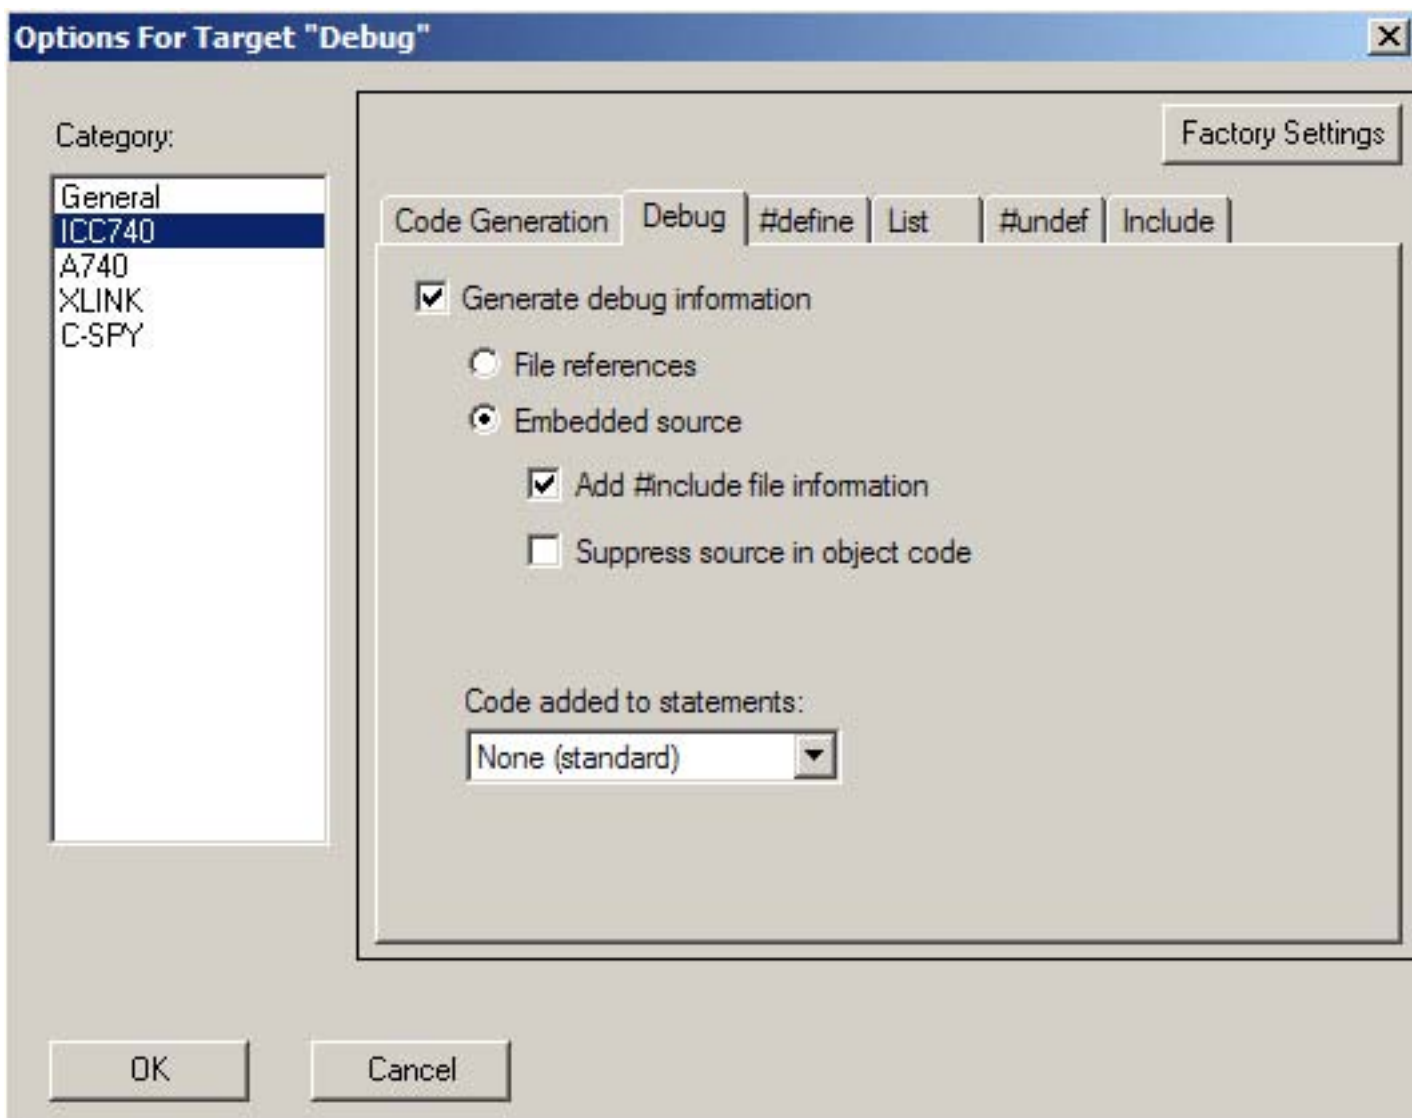 Options For Target "Debug"
Category:
General
ICC740
A740
XLINK
C-SPY
Factory Settings
Code Generation
Debug
#define
List
#undef
Include
Generate debug information
File references
Embedded source
Add #include file information
Suppress source in object code
Code added to statements:
None (standard)
OK
Cancel